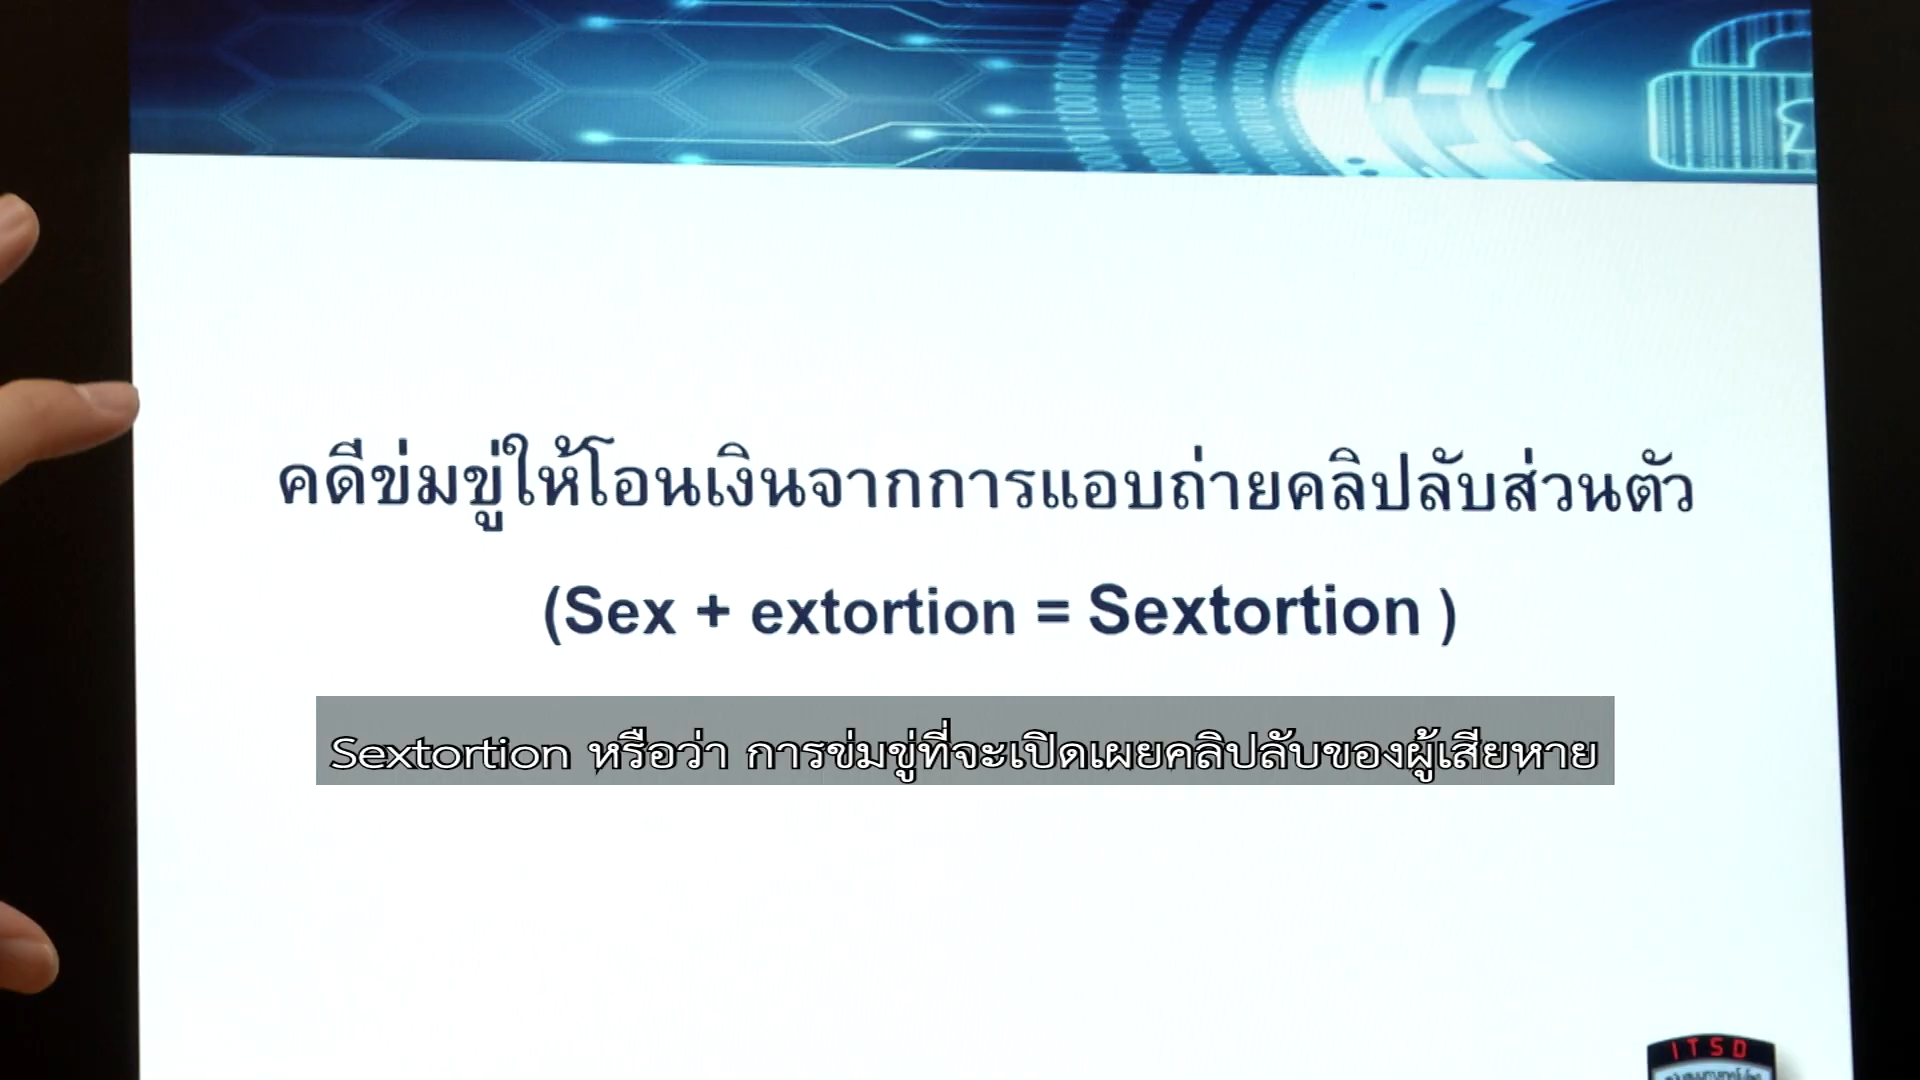 คดีข่มขู่ให้โอนเงินจากการแอบถ่ายคลิปลับส่วนตัว
(Sex + extortion = Sextortion )
Sextortion หรือว่า การข่มขู่ที่จะเปิดเผยคลิปลับของผู้เสียหาย
ITSD